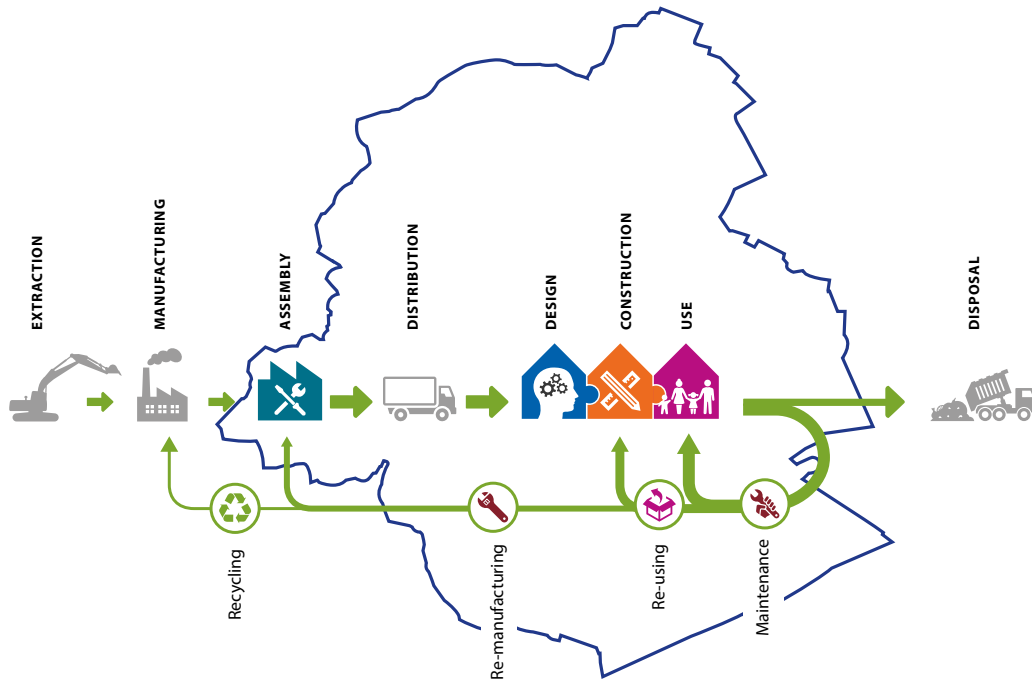 EXTRACTION
MANUFACTURING
ASSEMBLY
DISTRIBUTION
DESIGN
CONSTRUCTION
USE
DISPOSAL
Recycling
Re-manufacturing
Re-using
Maintenance